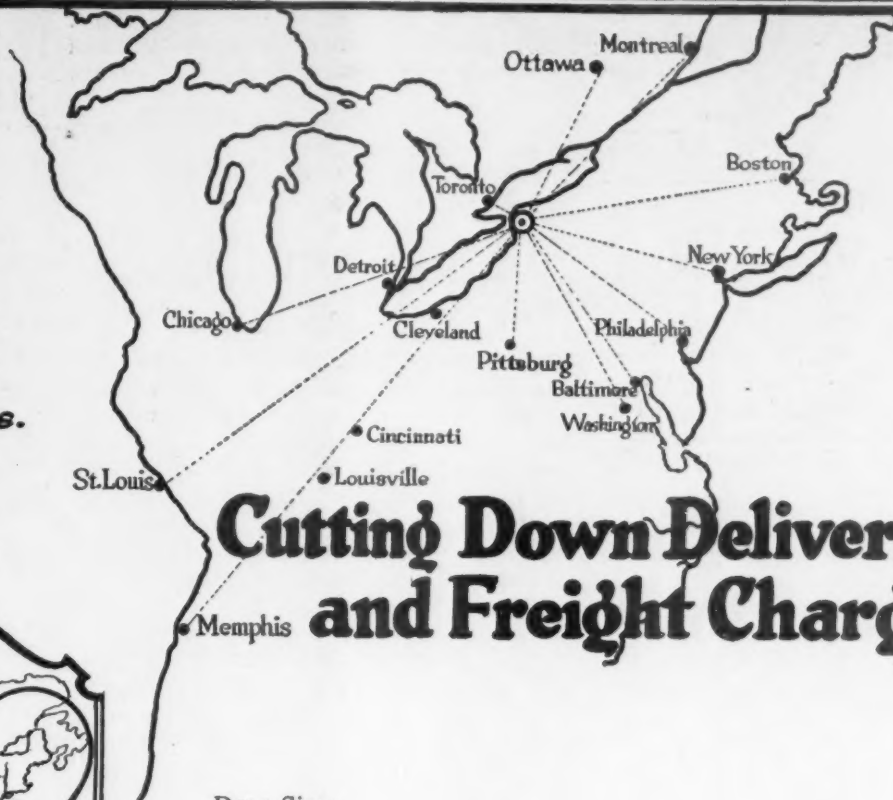 Montreal
Ottawa
Boston
Toronto
New York
Detroit
Chicago
Cleveland
Philadelphia
Pittsburg
Baltimore
Washington
s.
Cincinnati
St. Louis
Louisville
Cutting Down Deliver
and Freight Charg
Memphis